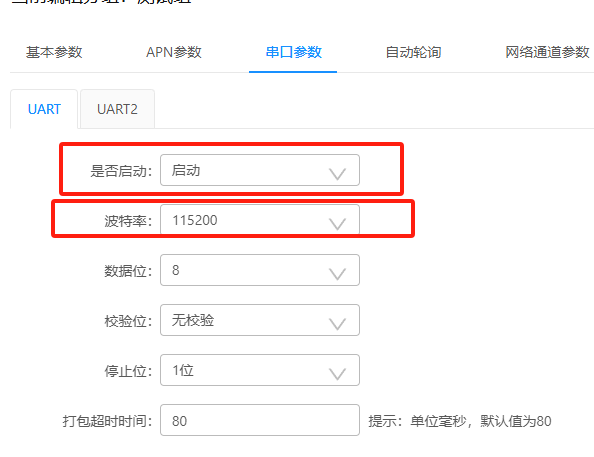 基本参数 APN参数 串口参数 自动轮询 网络通道参数
UART UART2
是否启动: 启动
波特率: 115200
数据位: 8
校验位: 无校验
停止位: 1位
打包超时时间: 80 提示：单位毫秒，默认值为80